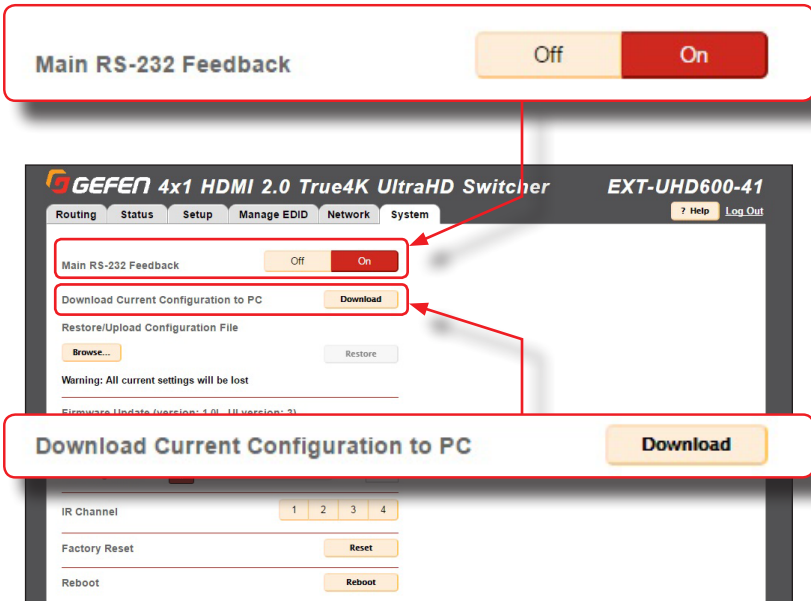 Main RS-232 Feedback Off On
GEFEN 4x1 HDMI 2.0 True4K UltraHD Switcher EXT-UHD600-41
Routing Status Setup Manage EDID Network System ? Help Log Out
Main RS-232 Feedback Off On
Download Current Configuration to PC Download
Restore/Upload Configuration File
Browse... Restore
Warning: All current settings will be lost
Download Current Configuration to PC Download
IR Channel 1 2 3 4
Factory Reset Reset
Reboot Reboot